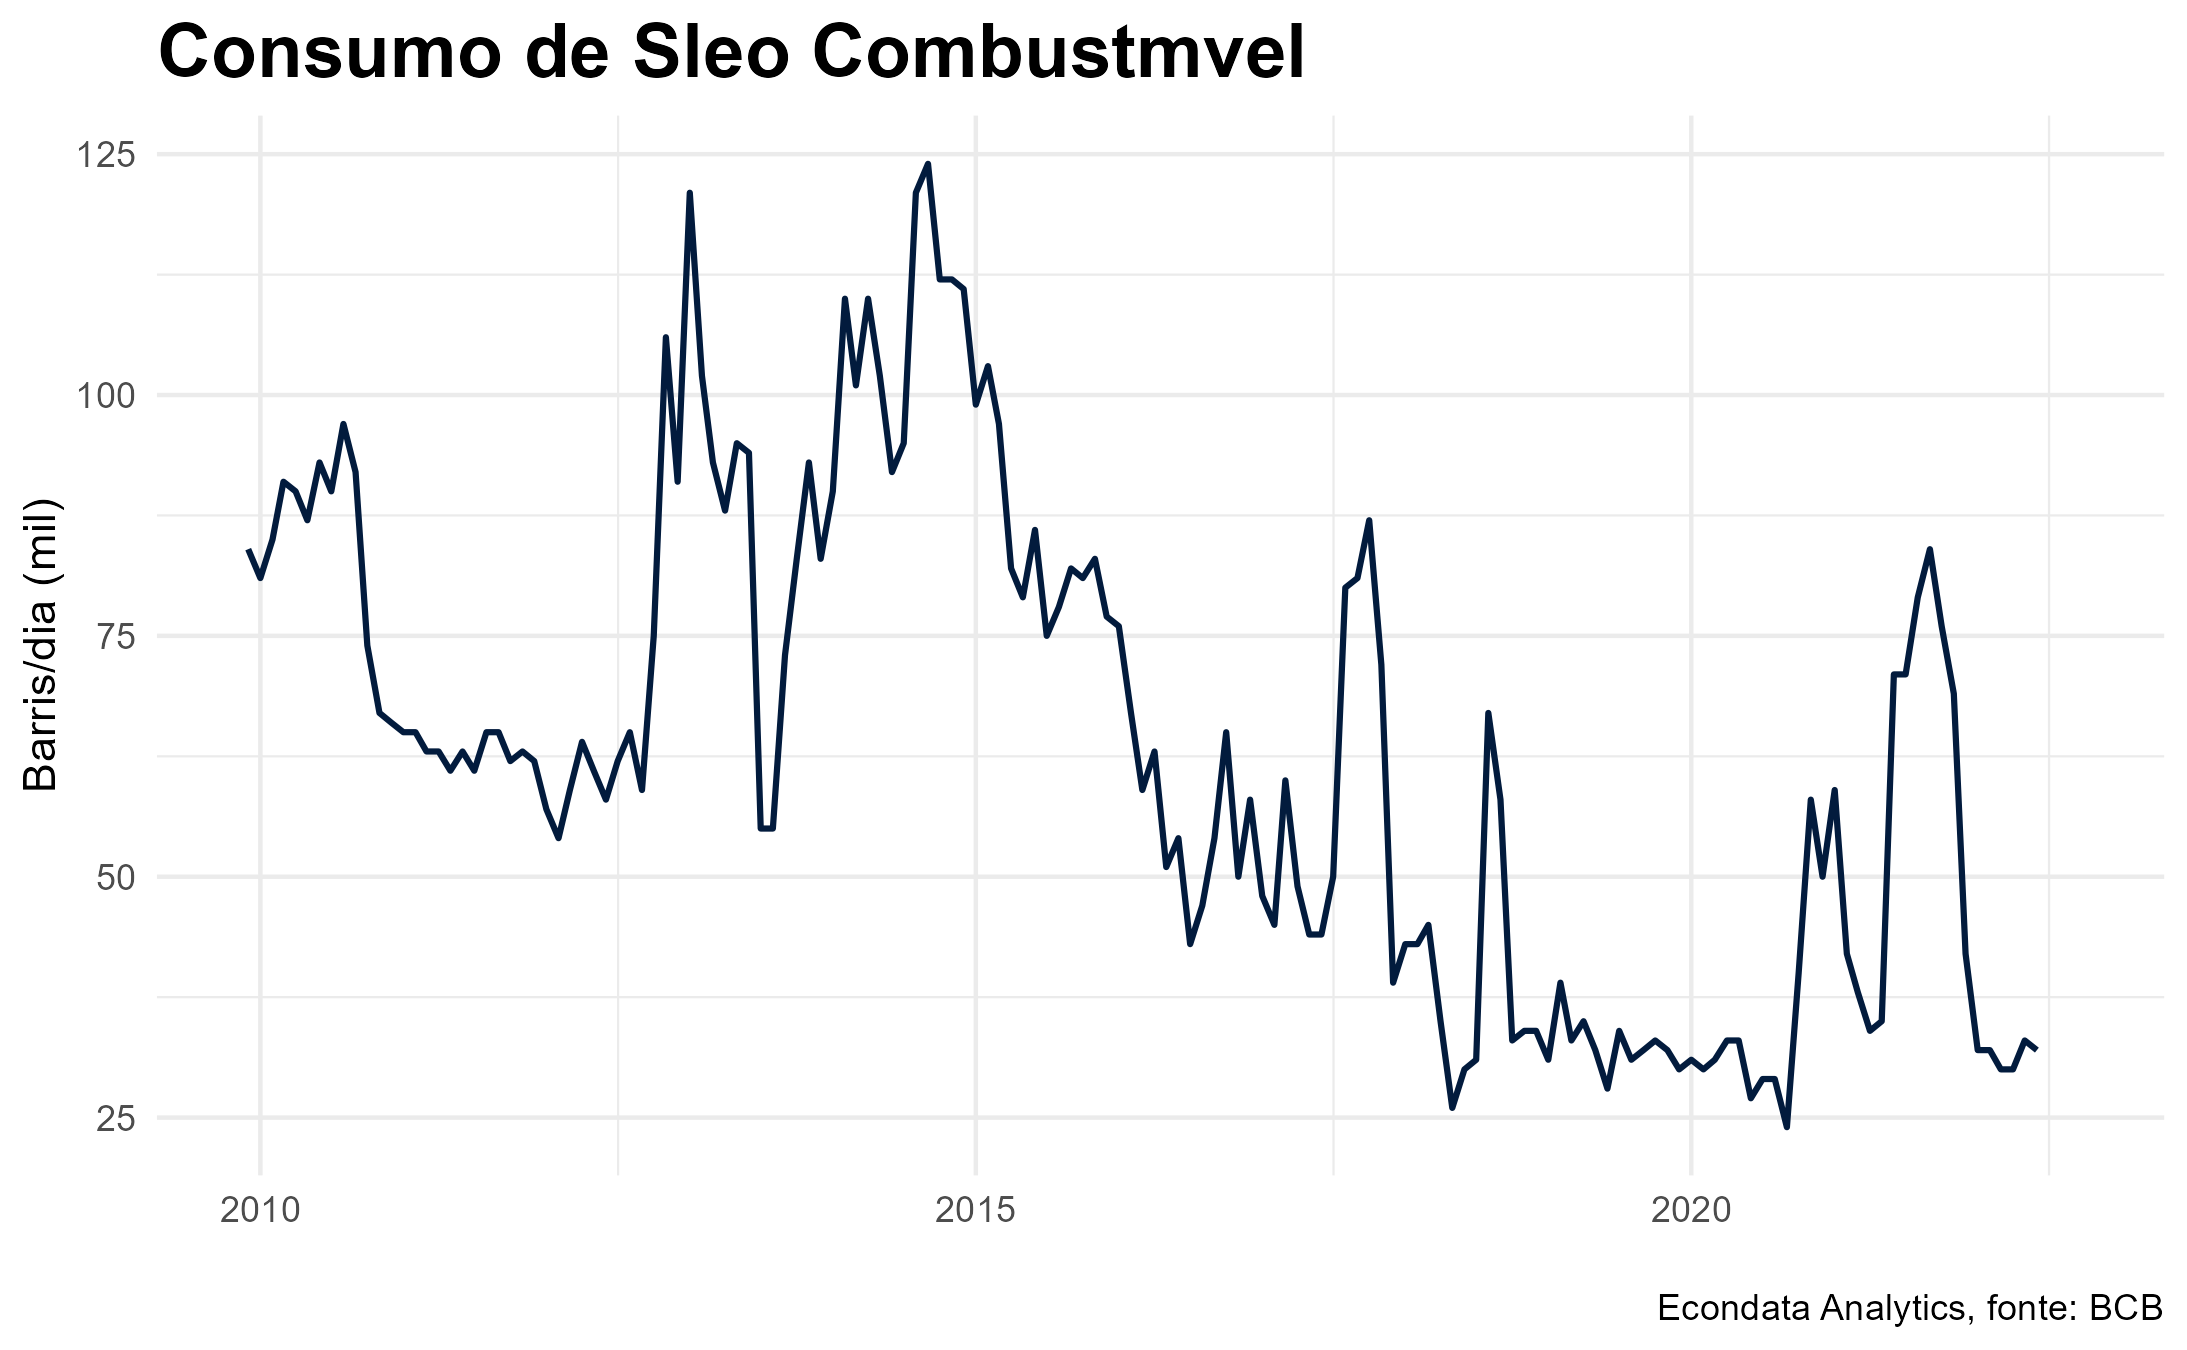 Consumo de Sleo Combustmvel
Barris/dia (mil)
125
100
75
50
25
2010
2015
2020
Econdata Analytics, fonte: BCB